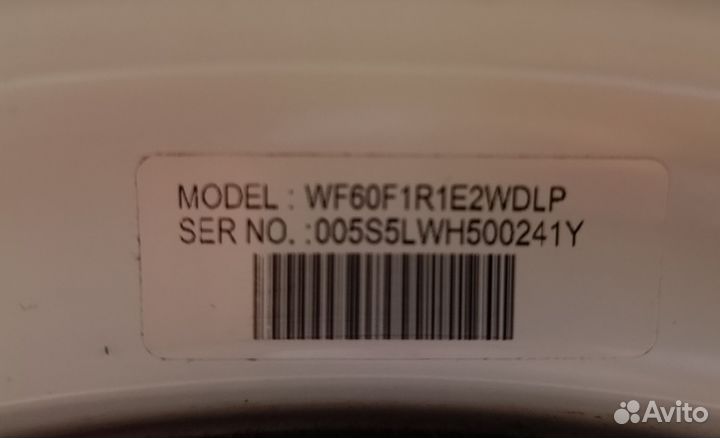 MODEL : WF60F1R1E2WDLP
SER NO. :005S5LWH500241Y
Avito